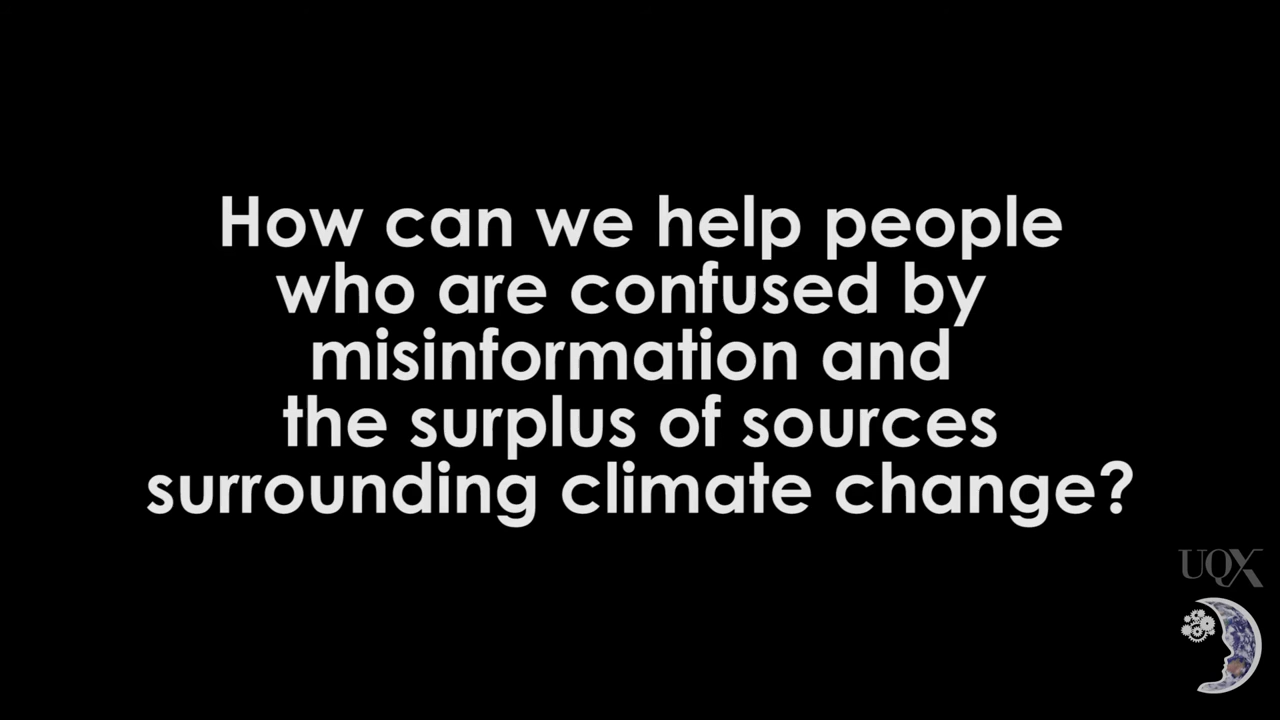 How can we help people
who are confused by
misinformation and
the surplus of sources
surrounding climate change?
UQX